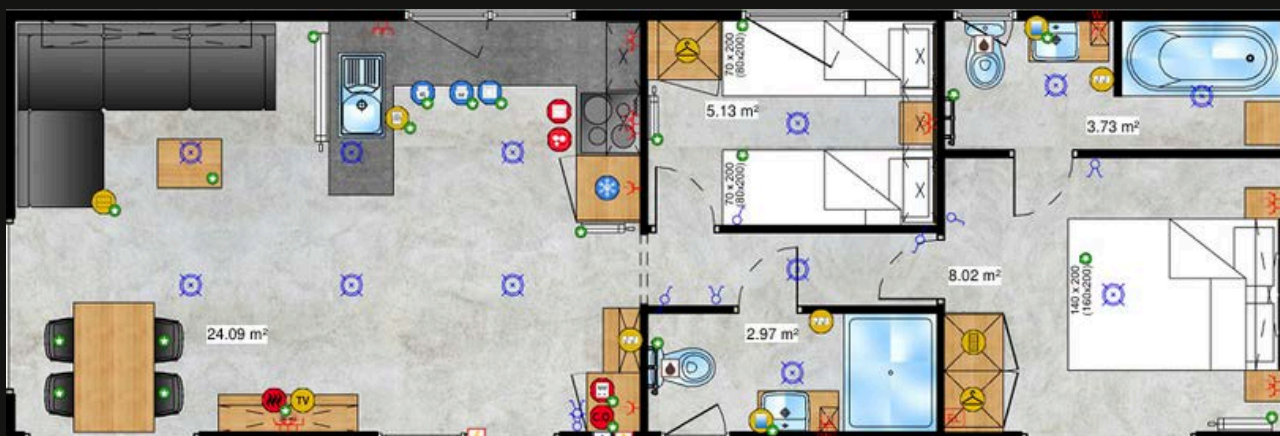 70 x 200
(80x200)
5.13 m²
3.73 m²
W
70 x 200
(80x200)
8.02 m²
140 x 200
(160x200)
24.09 m²
2.97 m²
TV